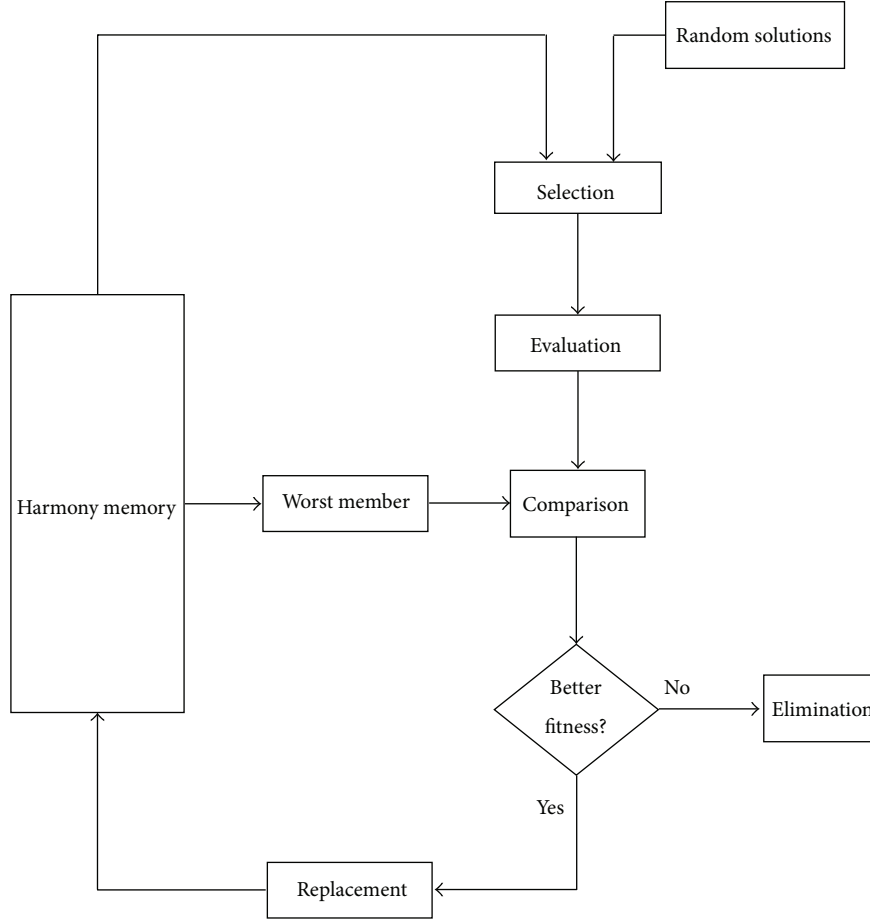 Random solutions
Selection
Evaluation
Harmony memory
Worst member
Comparison
Better
fitness?
No
Elimination
Yes
Replacement